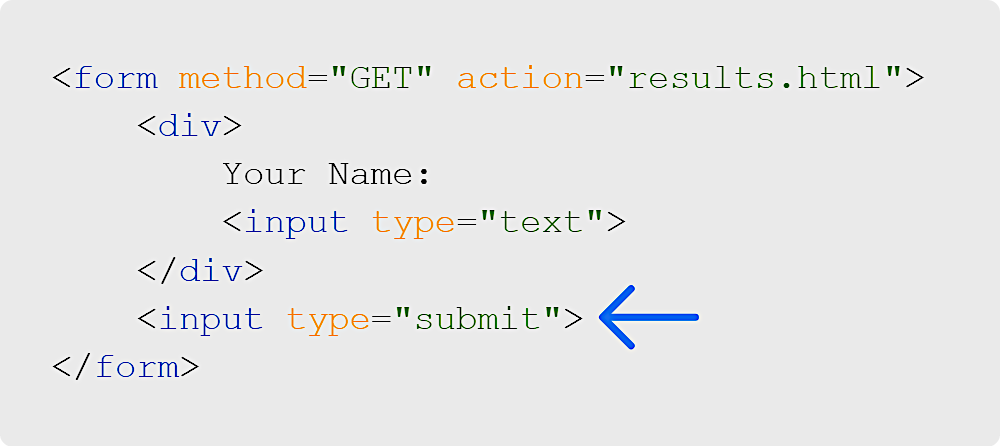 <form method="GET" action="results.html">
<div>
Your Name:
<input type="text">
</div>
<input type="submit">
</form>